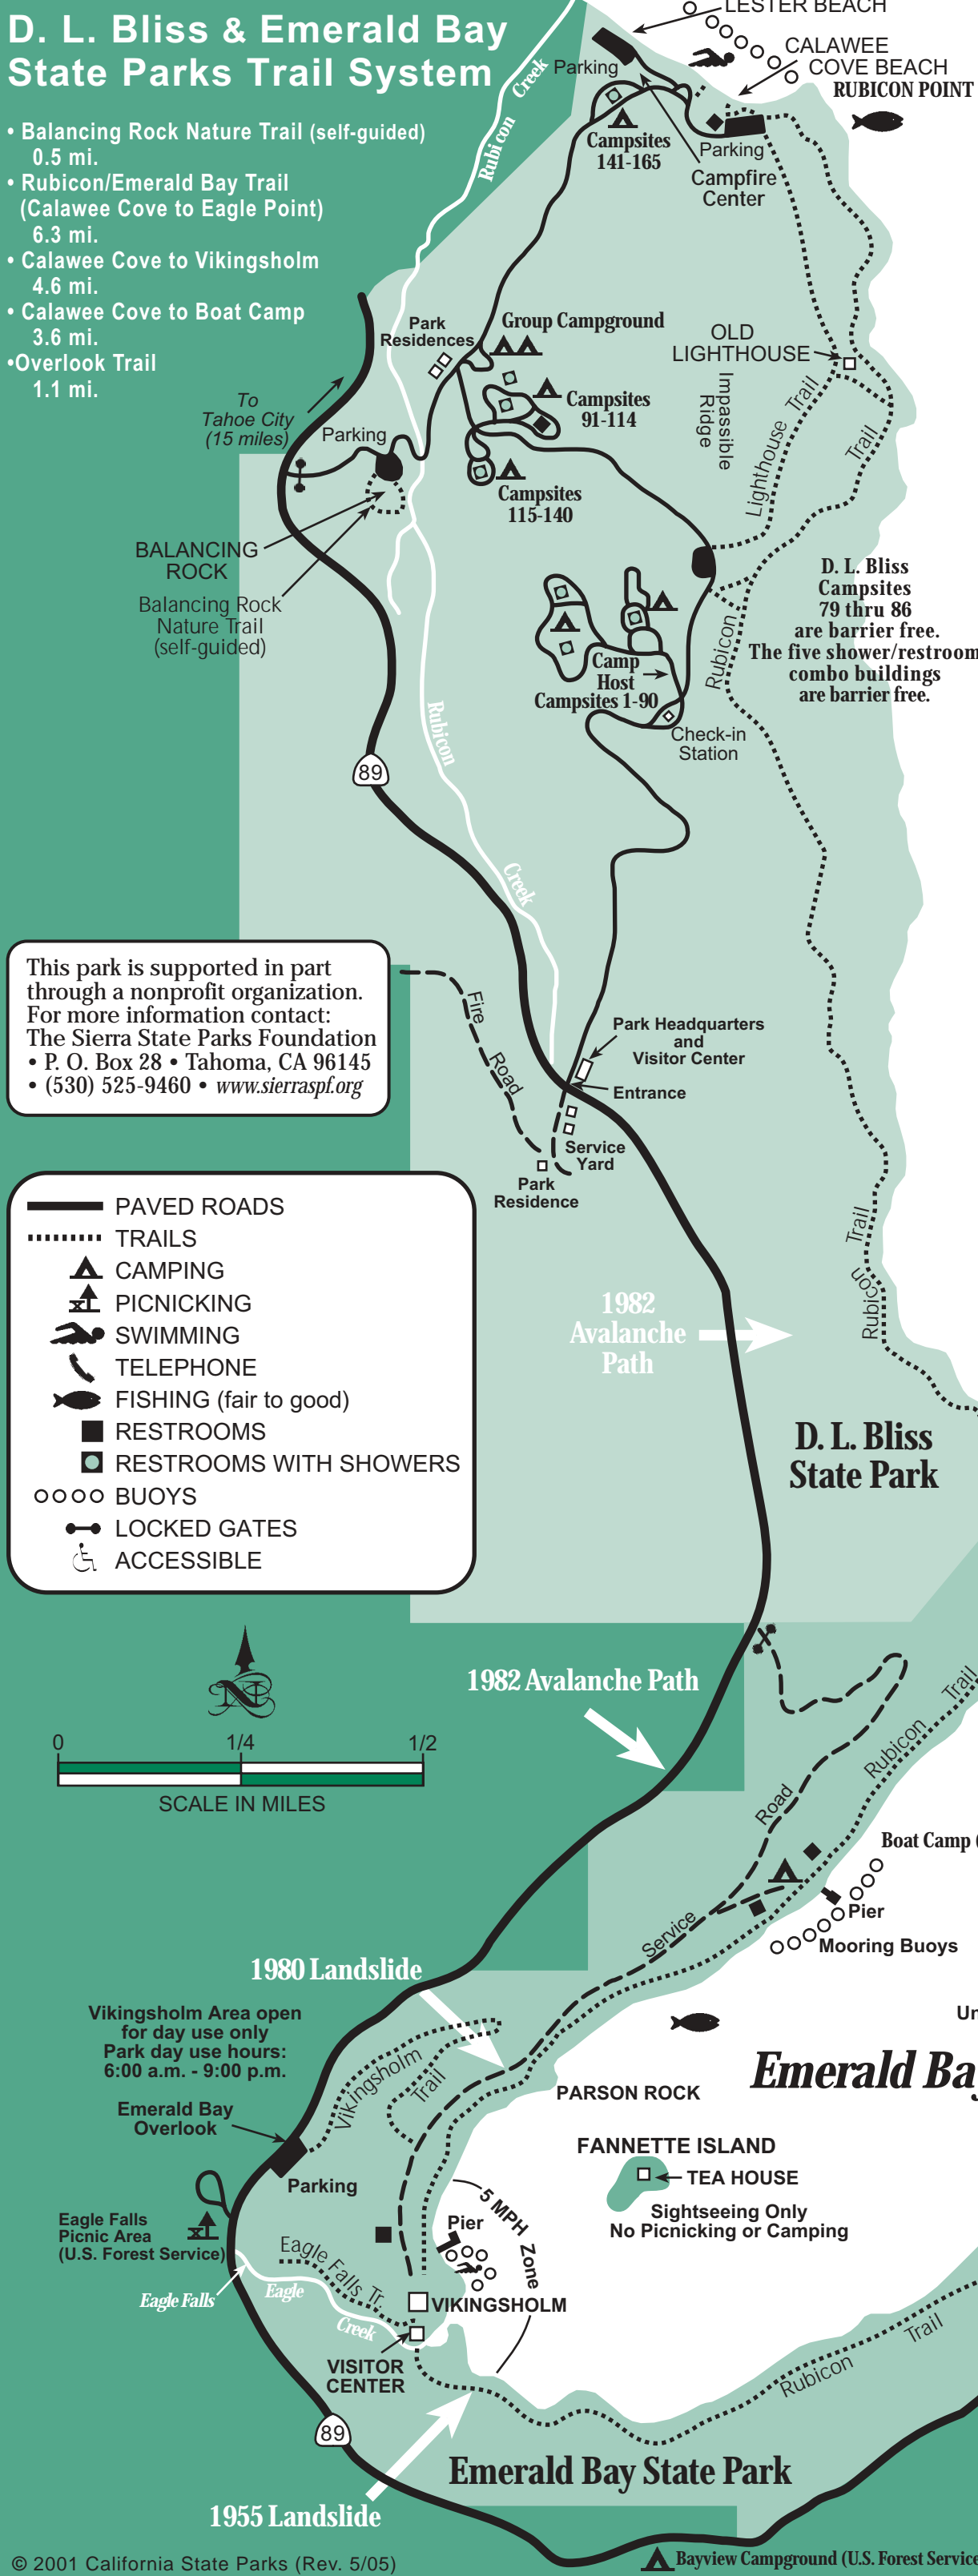 D. L. Bliss & Emerald Bay
State Parks Trail System
• Balancing Rock Nature Trail (self-guided)
0.5 mi.
• Rubicon/Emerald Bay Trail
(Calawee Cove to Eagle Point)
6.3 mi.
• Calawee Cove to Vikingsholm
4.6 mi.
• Calawee Cove to Boat Camp
3.6 mi.
•Overlook Trail
1.1 mi.
LESTER BEACH
CALAWEE
COVE BEACH
RUBICON POINT
Parking
Rubicon Creek
Campsites
141-165
Parking
Campfire
Center
Park
Residences
Group Campground
OLD
LIGHTHOUSE
Impassible
Ridge
Lighthouse Trail
Trail
To
Tahoe City
(15 miles)
Parking
Campsites
91-114
Campsites
115-140
BALANCING
ROCK
Balancing Rock
Nature Trail
(self-guided)
D. L. Bliss
Campsites
79 thru 86
are barrier free.
The five shower/restroom
combo buildings
are barrier free.
Rubicon
Camp
Host
Campsites 1-90
Check-in
Station
Rubicon
89
Creek
This park is supported in part
through a nonprofit organization.
For more information contact:
The Sierra State Parks Foundation
• P. O. Box 28 • Tahoma, CA 96145
• (530) 525-9460 • www.sierraspf.org
Fire
Road
Park Headquarters
and
Visitor Center
Entrance
Service
Yard
Park
Residence
PAVED ROADS
TRAILS
CAMPING
PICNICKING
SWIMMING
TELEPHONE
FISHING (fair to good)
RESTROOMS
RESTROOMS WITH SHOWERS
BUOYS
LOCKED GATES
ACCESSIBLE
Trail
Rubicon
1982
Avalanche
Path
D. L. Bliss
State Park
N
0 1/4 1/2
SCALE IN MILES
1982 Avalanche Path
Rubicon Trail
Road
Boat Camp (
Pier
Mooring Buoys
Service
1980 Landslide
Vikingsholm Area open
for day use only
Park day use hours:
6:00 a.m. - 9:00 p.m.
Un
Emerald Ba
Vikingsholm
Trail
PARSON ROCK
Emerald Bay
Overlook
FANNETTE ISLAND
TEA HOUSE
Sightseeing Only
No Picnicking or Camping
Parking
5 MPH Zone
Pier
Eagle Falls
Picnic Area
(U.S. Forest Service)
Eagle Falls Tr.
Eagle Falls
Eagle
Creek
VIKINGSHOLM
VISITOR
CENTER
Rubicon Trail
89
Emerald Bay State Park
1955 Landslide
© 2001 California State Parks (Rev. 5/05)
Bayview Campground (U.S. Forest Service